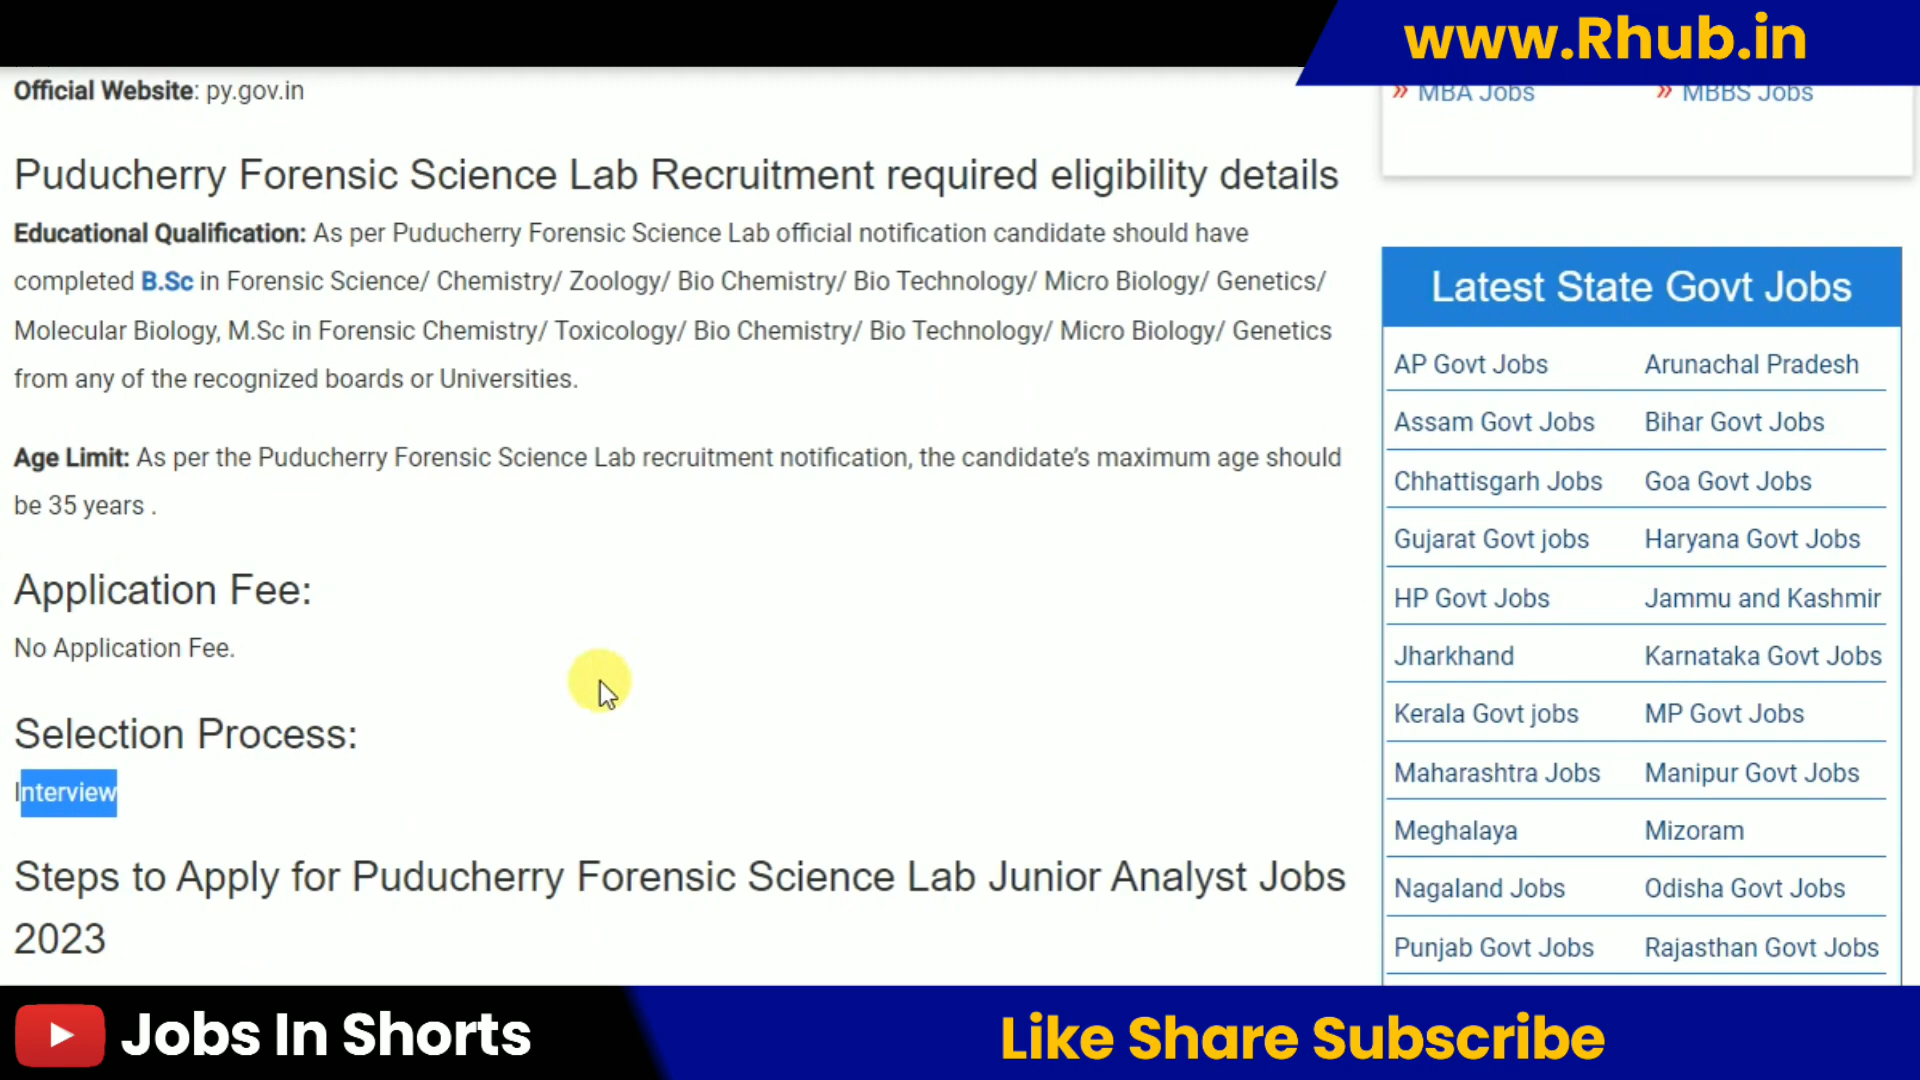 www.Rhub.in
Official Website: py.gov.in
» MBA Jobs » MBBS Jobs
Puducherry Forensic Science Lab Recruitment required eligibility details
Educational Qualification: As per Puducherry Forensic Science Lab official notification candidate should have
completed B.Sc in Forensic Science/ Chemistry/ Zoology/ Bio Chemistry/ Bio Technology/ Micro Biology/ Genetics/
Molecular Biology, M.Sc in Forensic Chemistry/ Toxicology/ Bio Chemistry/ Bio Technology/ Micro Biology/ Genetics
from any of the recognized boards or Universities.
Age Limit: As per the Puducherry Forensic Science Lab recruitment notification, the candidate’s maximum age should
be 35 years .
Application Fee:
No Application Fee.
Selection Process:
Interview
Steps to Apply for Puducherry Forensic Science Lab Junior Analyst Jobs
2023
Latest State Govt Jobs
AP Govt Jobs Arunachal Pradesh
Assam Govt Jobs Bihar Govt Jobs
Chhattisgarh Jobs Goa Govt Jobs
Gujarat Govt jobs Haryana Govt Jobs
HP Govt Jobs Jammu and Kashmir
Jharkhand Karnataka Govt Jobs
Kerala Govt jobs MP Govt Jobs
Maharashtra Jobs Manipur Govt Jobs
Meghalaya Mizoram
Nagaland Jobs Odisha Govt Jobs
Punjab Govt Jobs Rajasthan Govt Jobs
Jobs In Shorts
Like Share Subscribe